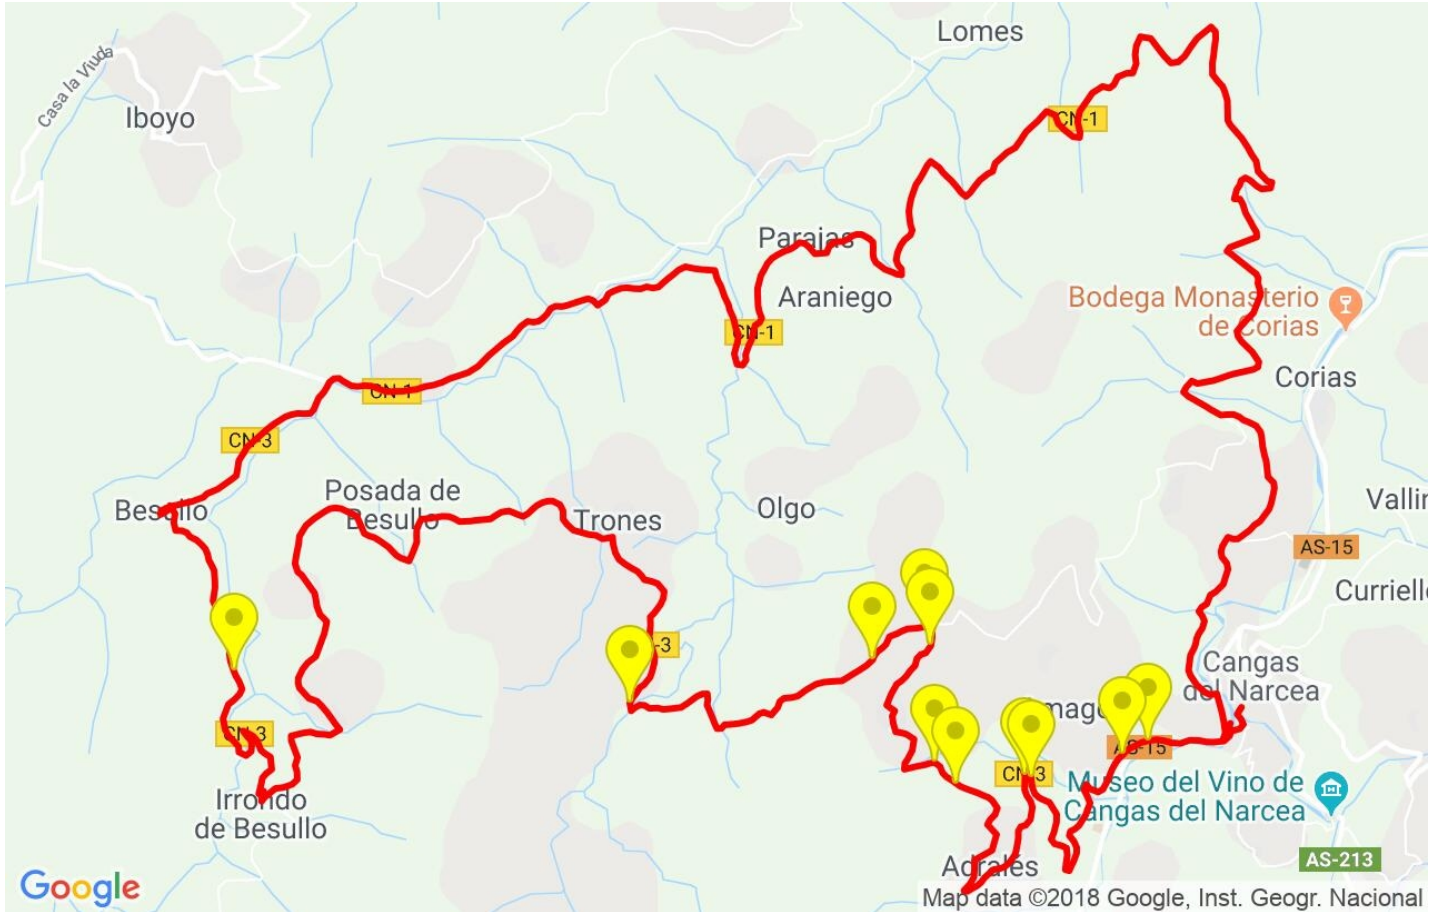 Lomes
Casa la Viuda
Iboyo
CN-1
Parajas
Araniego
Bodega Monasterio
de Corias
CN-1
Corias
CN-1
CN-3
Posada de
Besullo
Besullo
Trones
Olgo
Vallin
AS-15
Curriell
-3
Cangas
del Narcea
CN-3
AS-15
CN-3
Museo del Vino de
Cangas del Narcea
Irrondo
de Besullo
Adralés
AS-213
Google
Map data ©2018 Google, Inst. Geogr. Nacional